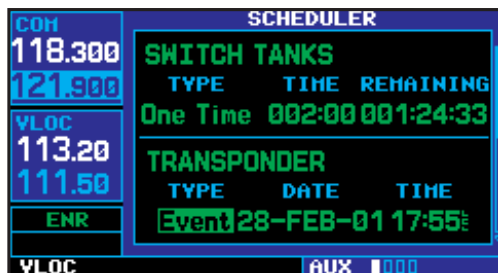 COM
118.300
121.900
VLOC
113.20
111.50
ENR
VLOC
SCHEDULER
SWITCH TANKS
TYPE TIME REMAINING
One Time 002:00 001:24:33
TRANSPONDER
TYPE DATE TIME
Event 28-FEB-01 17:55
AUX